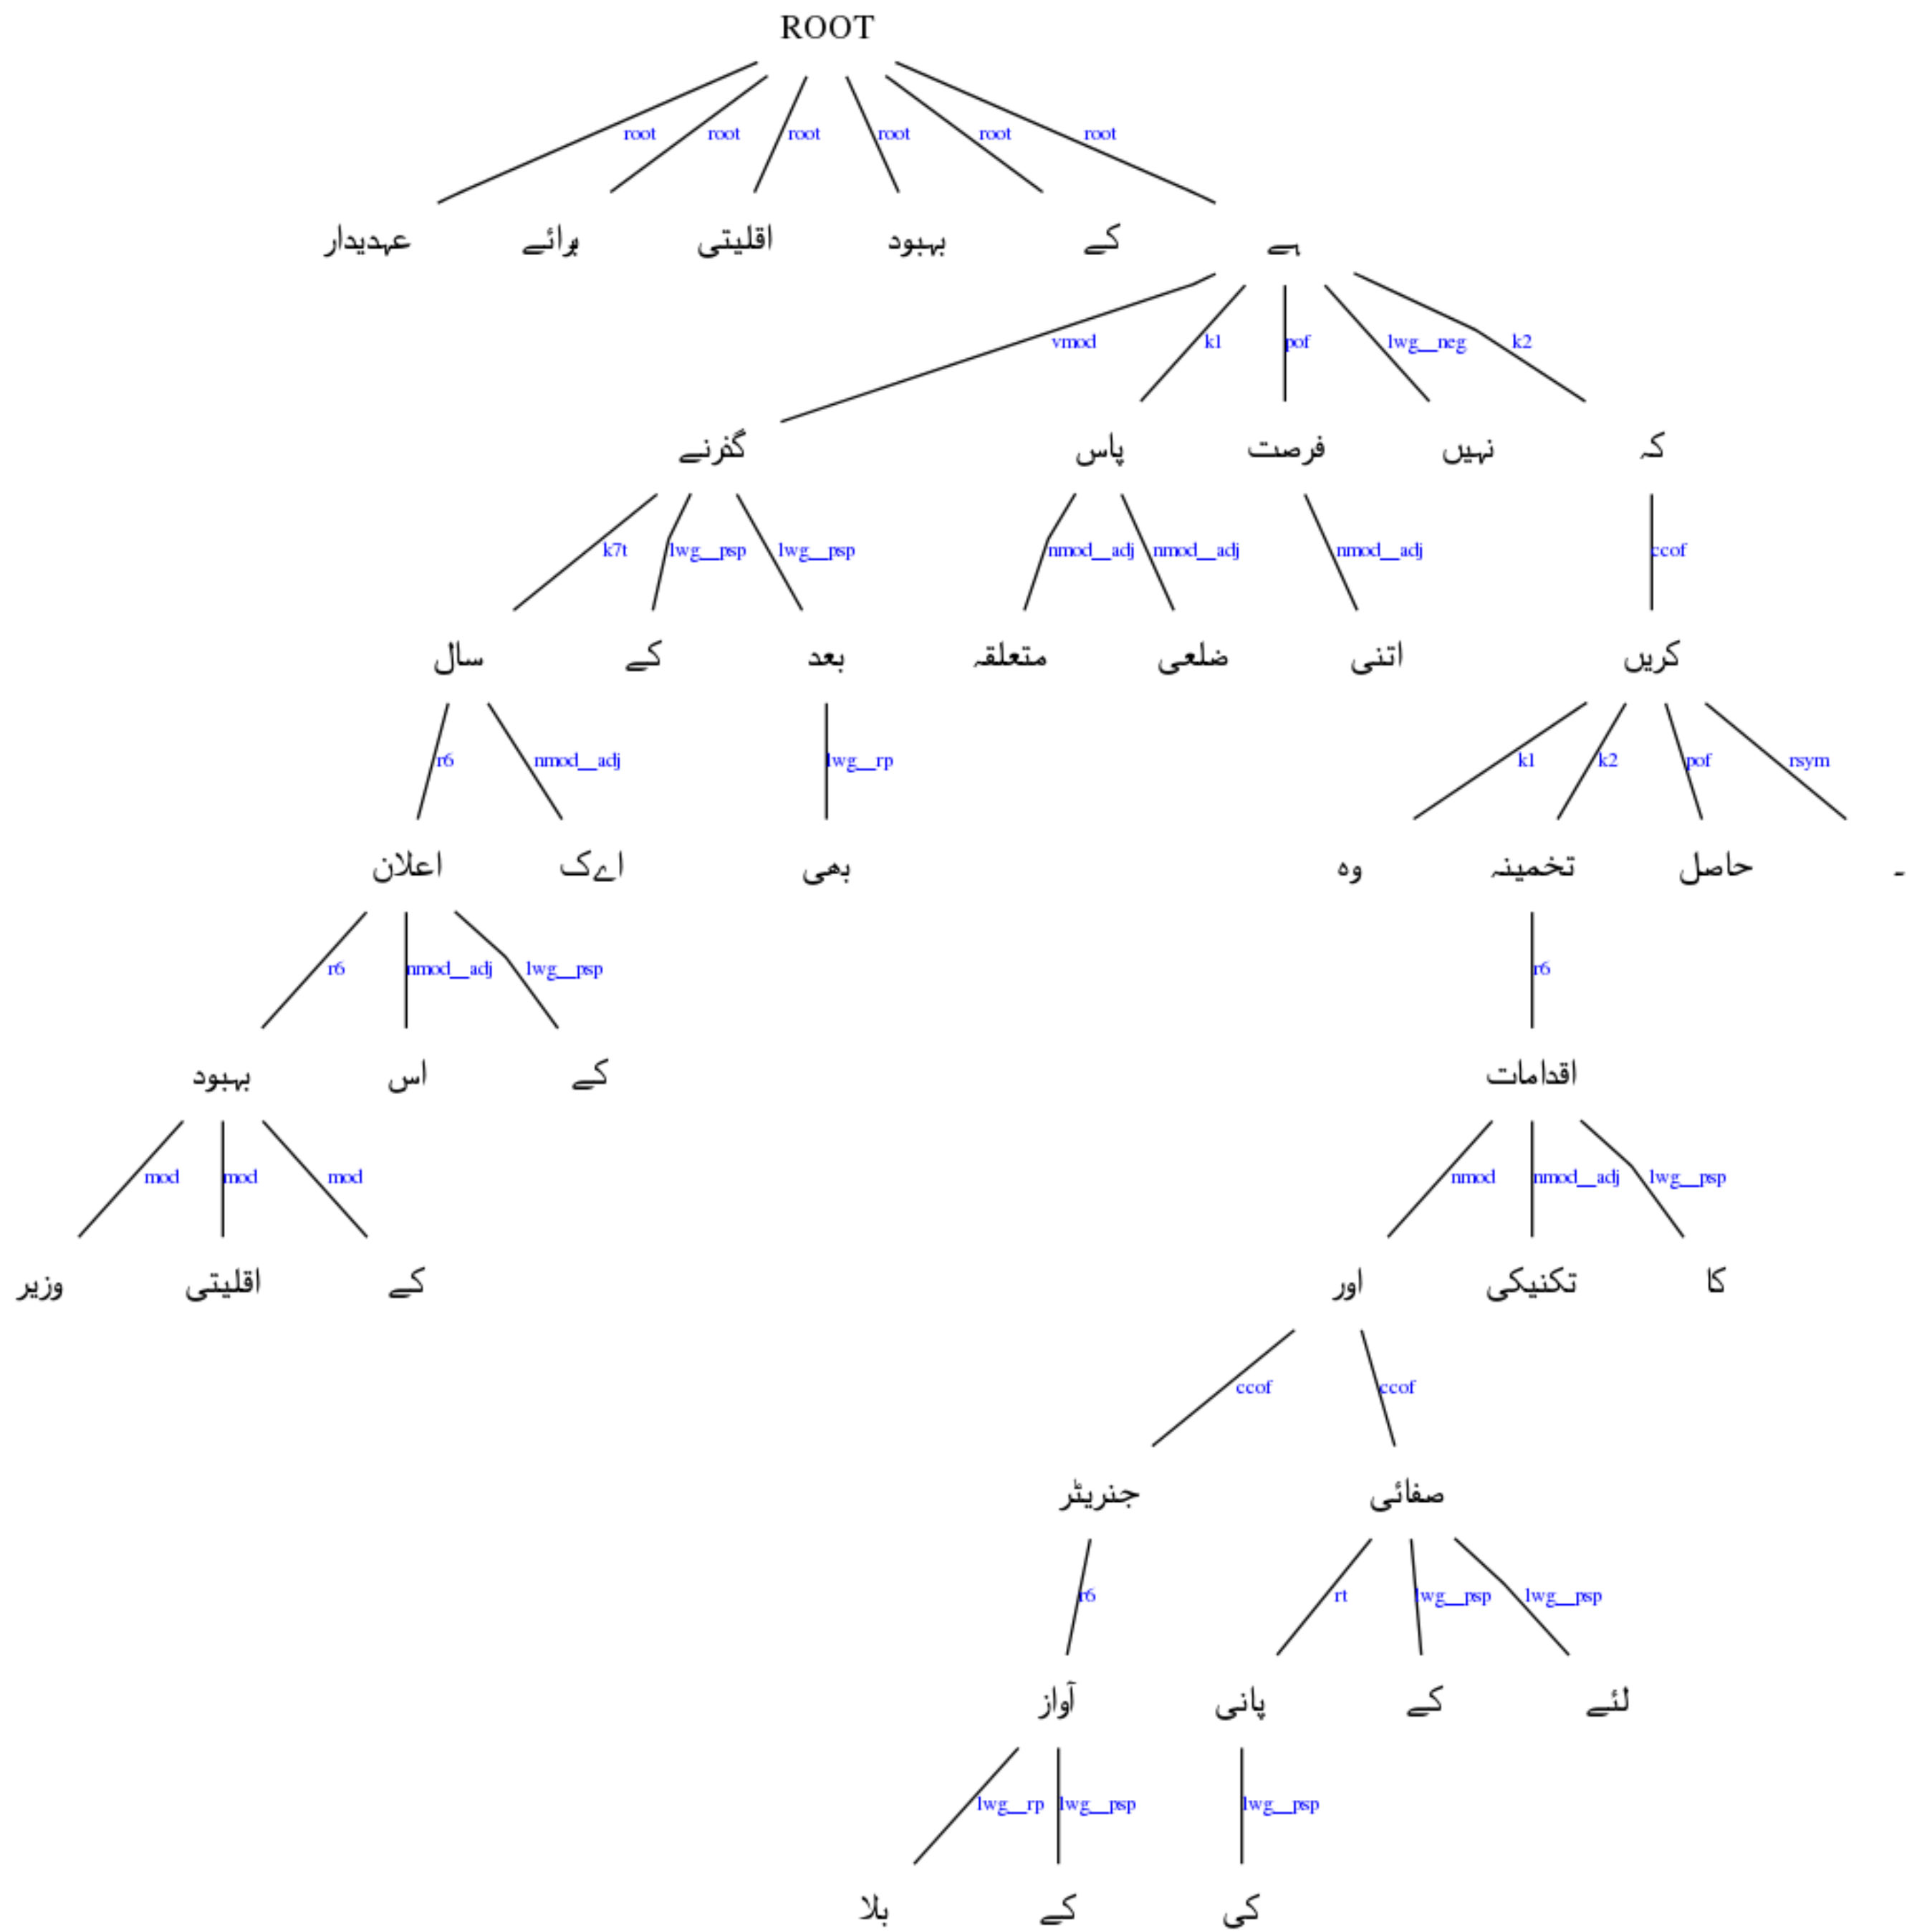 ROOT
root root root root root root
عہدیدار برائے اقلیتی بہبود کے ہے
vmod k1 pof lwg__neg k2
گذرنے پاس فرصت نہیں کہ
k7t lwg__psp lwg__psp nmod__adj nmod__adj nmod__adj ccof
سال کے بعد متعلقہ ضلعی اتنی کریں
r6 nmod__adj lwg__rp k1 k2 pof rsym
اعلان اےک بھی وہ تخمینہ حاصل ۔
r6 nmod__adj lwg__psp r6
بہبود اس کے اقدامات
mod mod mod nmod nmod__adj lwg__psp
وزیر اقلیتی کے اور تکنیکی کا
ccof ccof
جنریٹر صفائی
r6 rt lwg__psp lwg__psp
آواز پانی کے لئے
lwg__rp lwg__psp lwg__psp
بلا کے کی